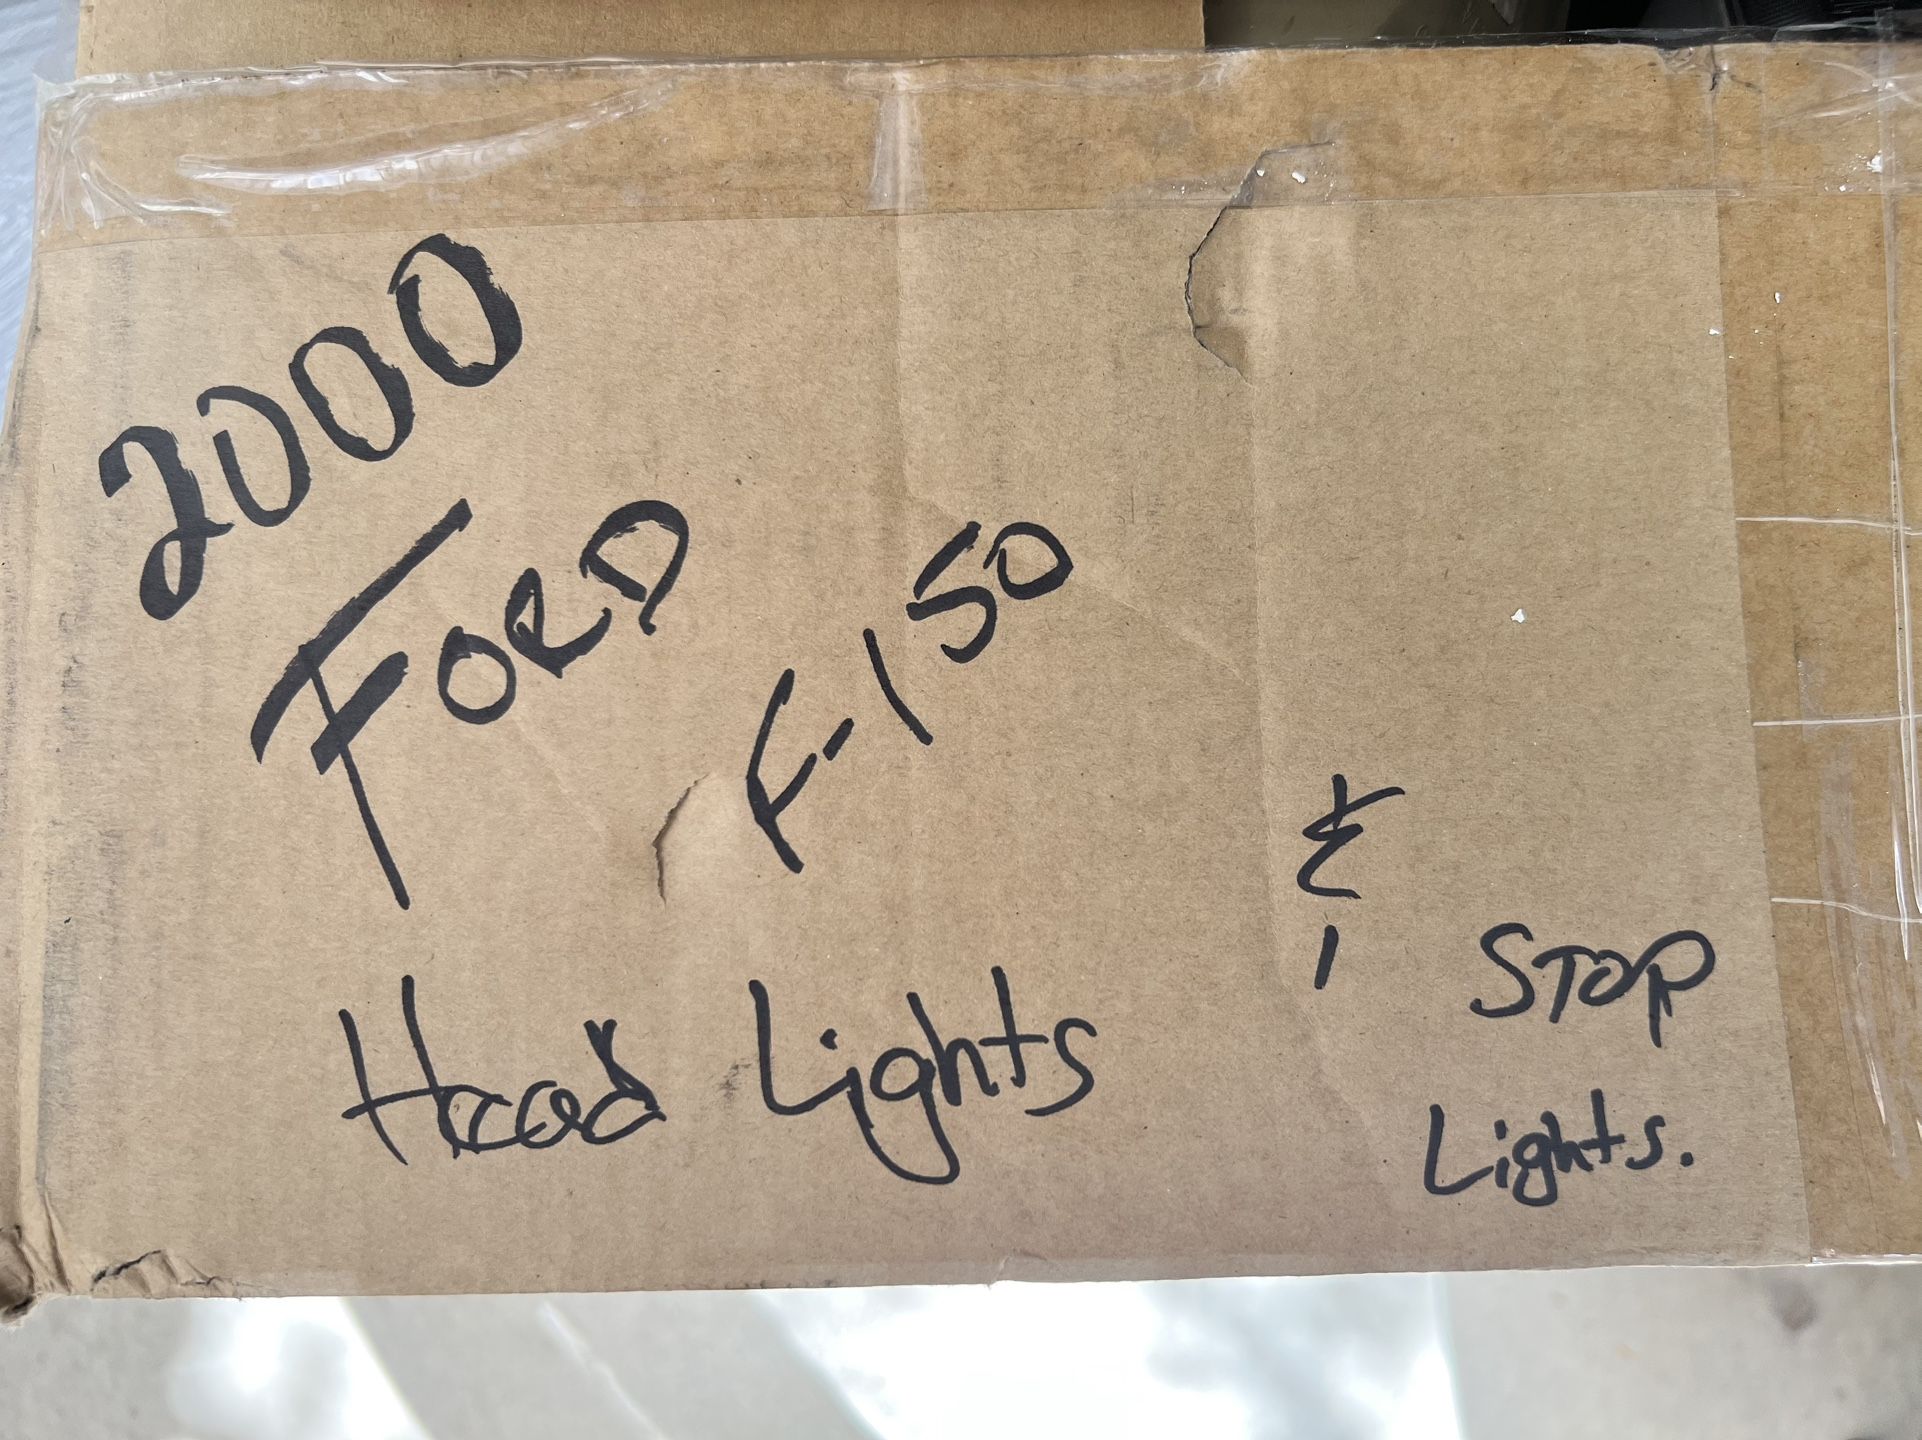 2000
FORD
F-150
Head Lights
&
STOP
Lights.